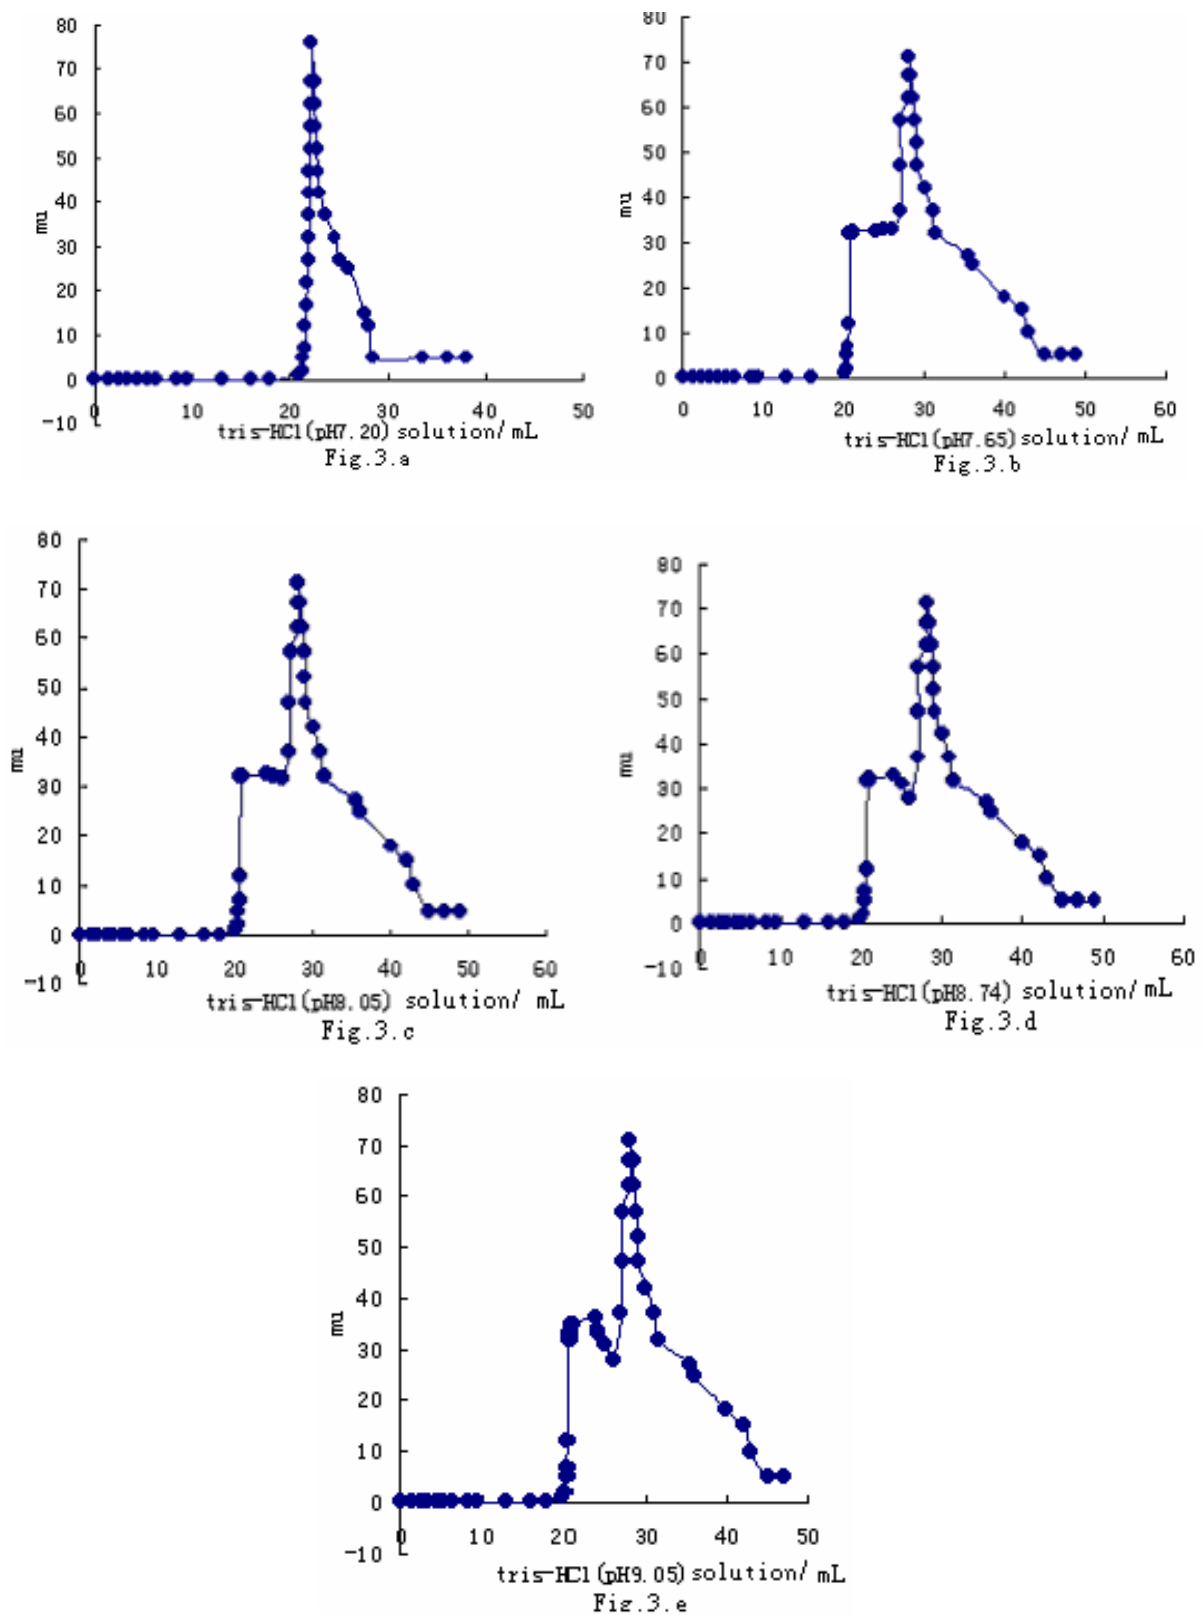 80
70
60
50
40
30
20
10
0
-10
mu
0 10 20 30 40 50
tris-HCl(pH7.20) solution/mL
Fig.3.a
80
70
60
50
40
30
20
10
0
mu
0 10 20 30 40 50 60
tris-HCl(pH7.65) solution/mL
Fig.3.b
80
70
60
50
40
30
20
10
0
-10
mu
0 10 20 30 40 50 60
tris-HCl(pH8.05) solution/ mL
Fig.3.c
80
70
60
50
40
30
20
10
0
-10
mu
0 10 20 30 40 50 60
tris-HCl(pH8.74) solution/ mL
Fig.3.d
80
70
60
50
40
30
20
10
0
-10
mu
0 10 20 30 40 50
tris-HCl(pH9.05) solution/ mL
Fig.3.e